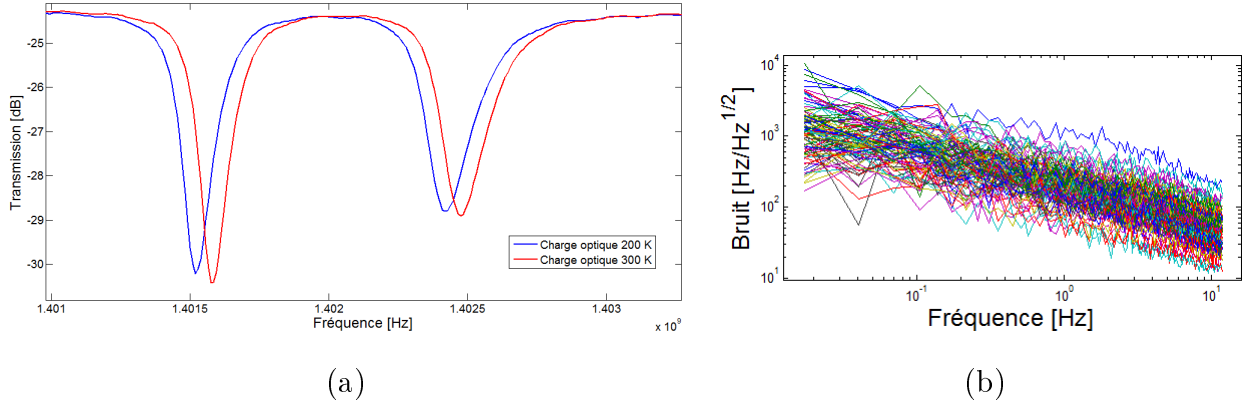 -25
-26
-27
-28
-29
-30
Transmission [dB]
Charge optique 200 K
Charge optique 300 K
1.401 1.4015 1.402 1.4025 1.403
x 10^9
Fréquence [Hz]
(a)
10^4
10^3
10^2
10^1
Bruit [Hz/Hz^1/2]
10^-1 10^0 10^1
Fréquence [Hz]
(b)